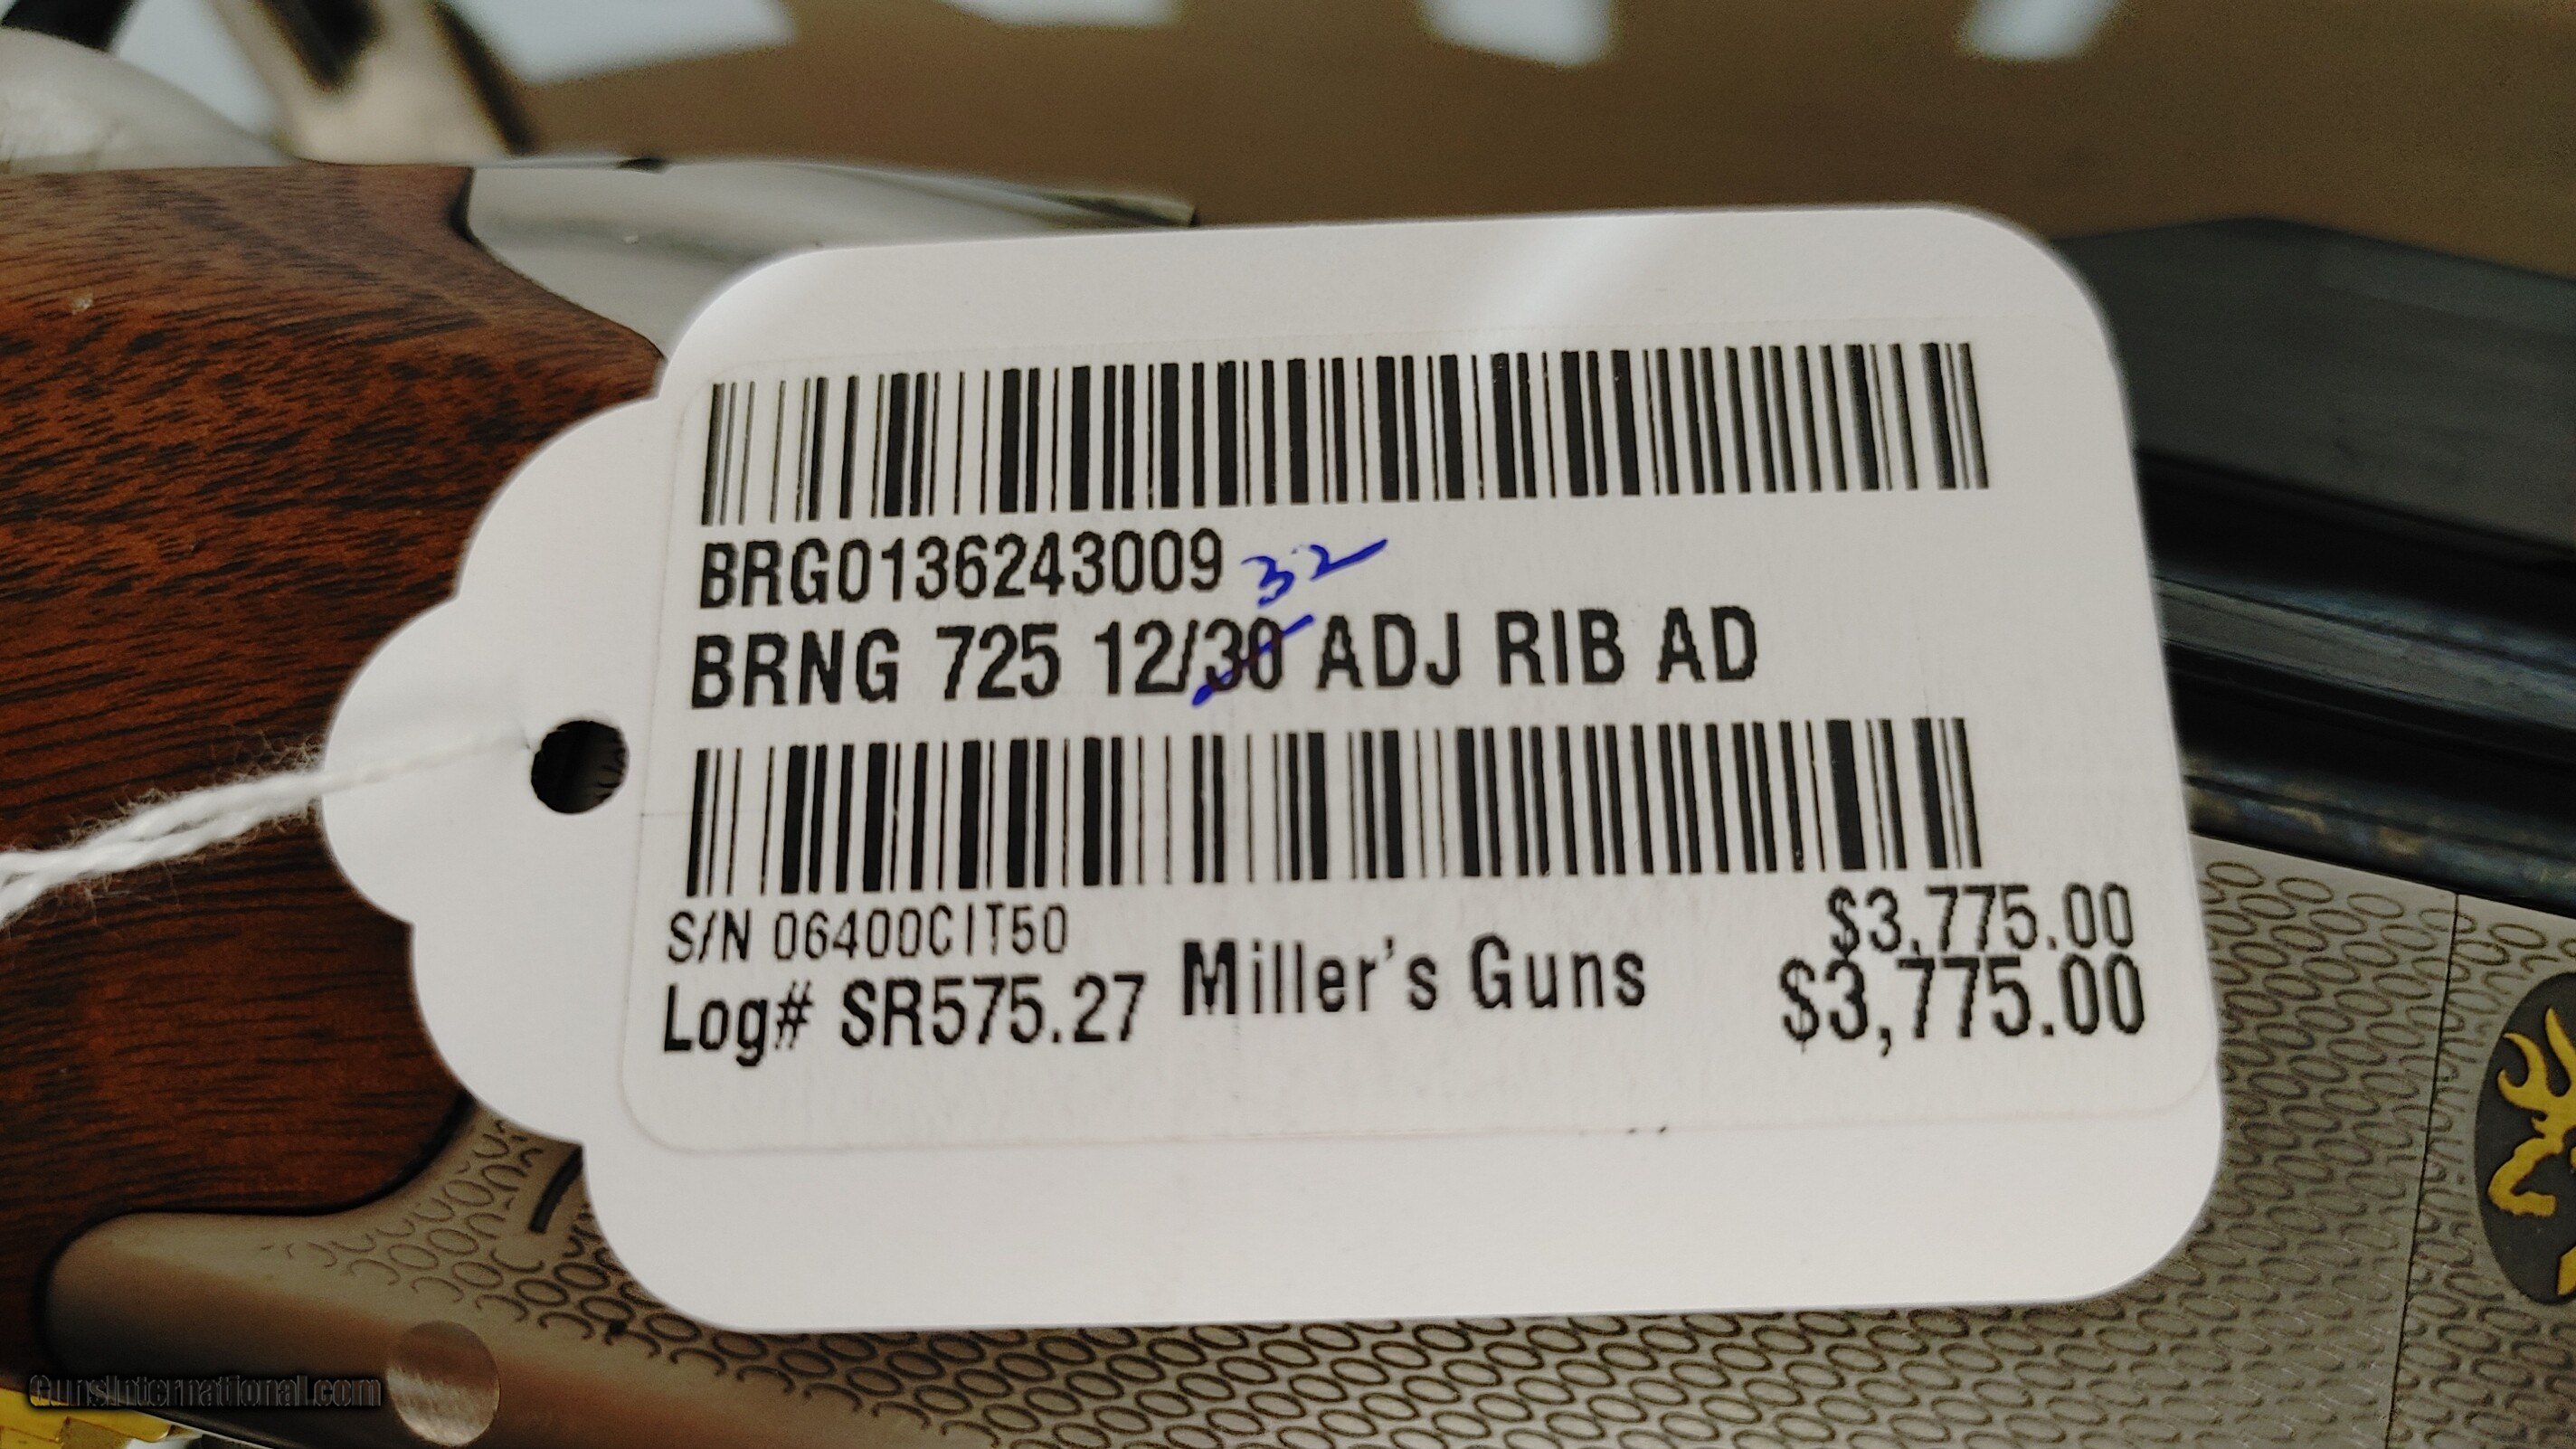 BRG0136243009
32
BRNG 725 12/30 ADJ RIB AD
S/N 06400CIT50
$3,775.00
Log# SR575.27
Miller's Guns
$3,775.00
GunsInternational.com